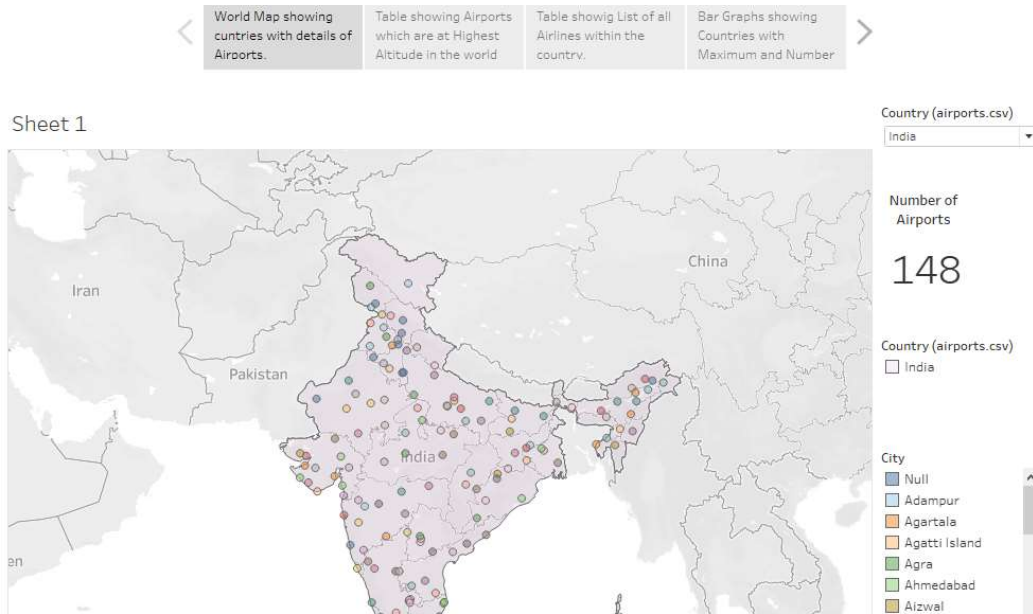 World Map showing
cuntries with details of
Airports.
Table showing Airports
which are at Highest
Altitude in the world
Table showig List of all
Airlines within the
country.
Bar Graphs showing
Countries with
Maximum and Number
Sheet 1
Country (airports.csv)
India
Number of
Airports
148
Country (airports.csv)
India
City
Null
Adampur
Agartala
Agatti Island
Agra
Ahmedabad
Aizwal
Iran
Pakistan
China
India
en